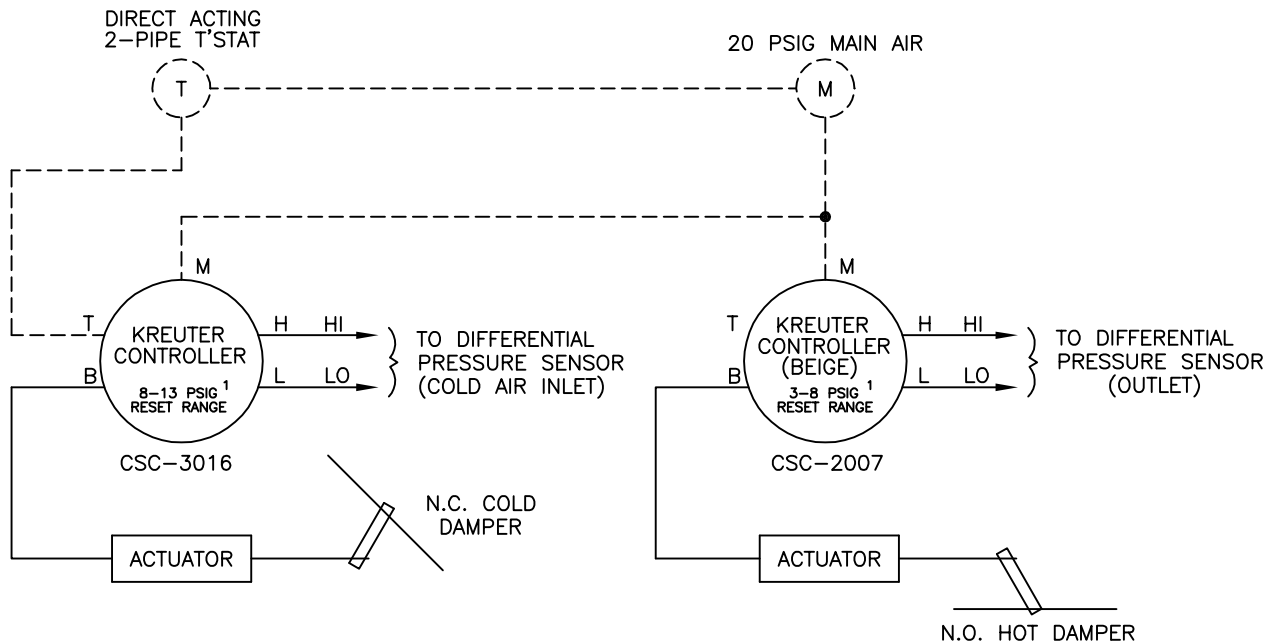 DIRECT ACTING
2-PIPE T'STAT
T
20 PSIG MAIN AIR
M
M
T
KREUTER
CONTROLLER
8-13 PSIG 1
RESET RANGE
B
H HI
L LO
TO DIFFERENTIAL
PRESSURE SENSOR
(COLD AIR INLET)
CSC-3016
ACTUATOR
N.C. COLD
DAMPER
M
T
KREUTER
CONTROLLER
(BEIGE)
3-8 PSIG 1
RESET RANGE
B
H HI
L LO
TO DIFFERENTIAL
PRESSURE SENSOR
(OUTLET)
CSC-2007
ACTUATOR
N.O. HOT DAMPER